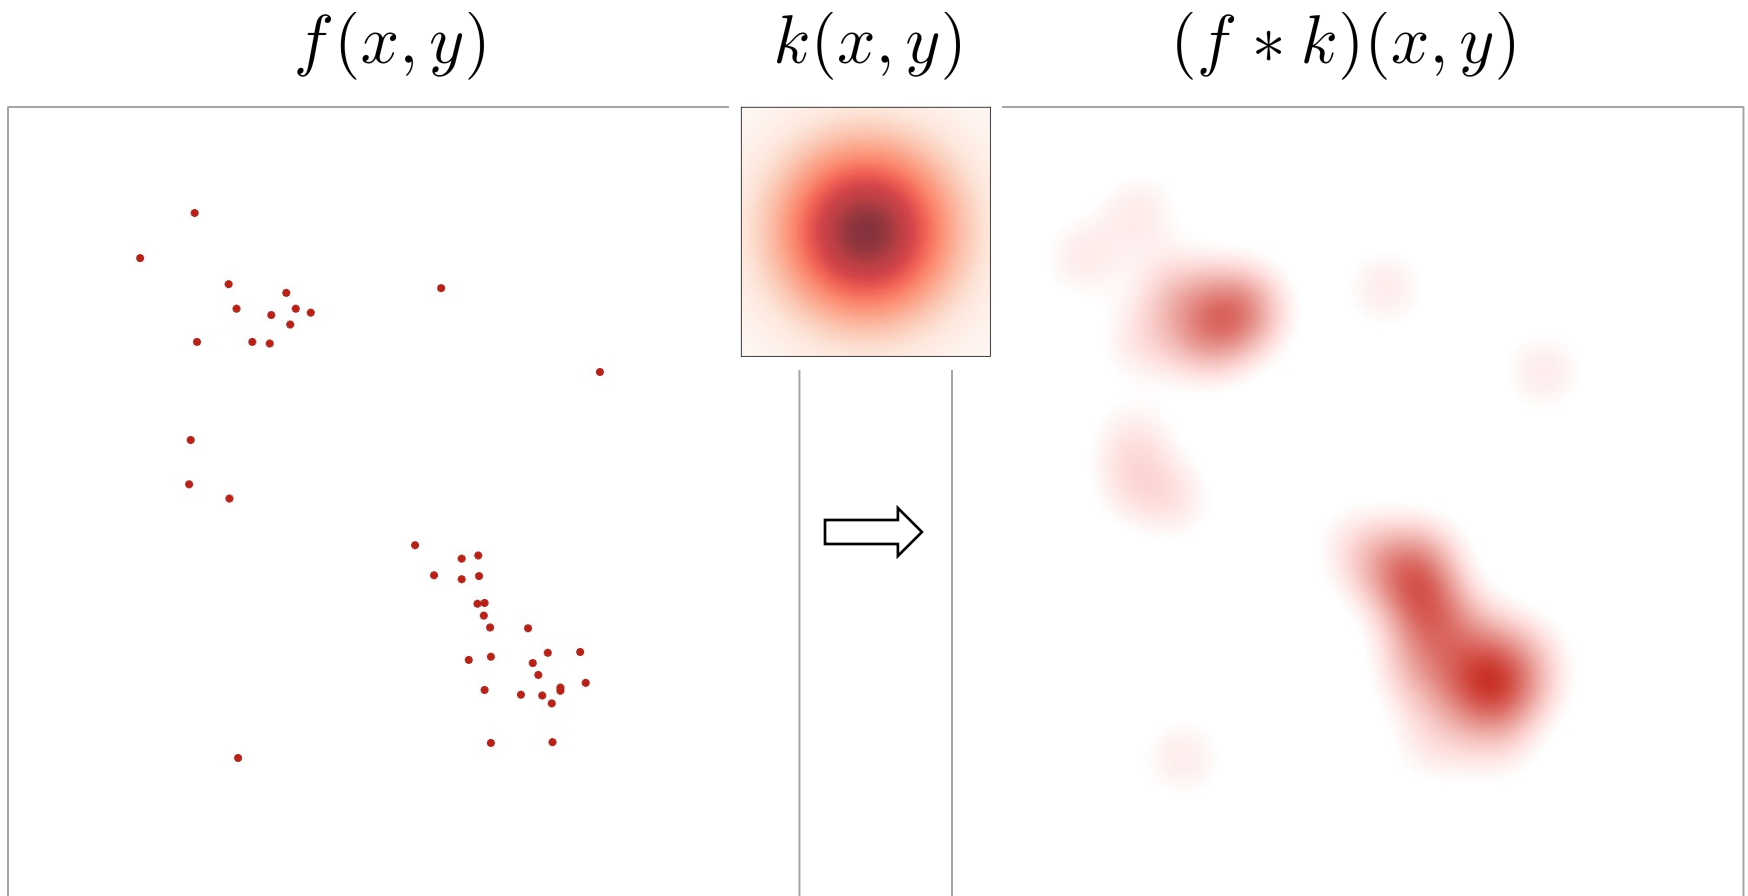 f(x, y)
k(x, y)
(f ∗ k)(x, y)